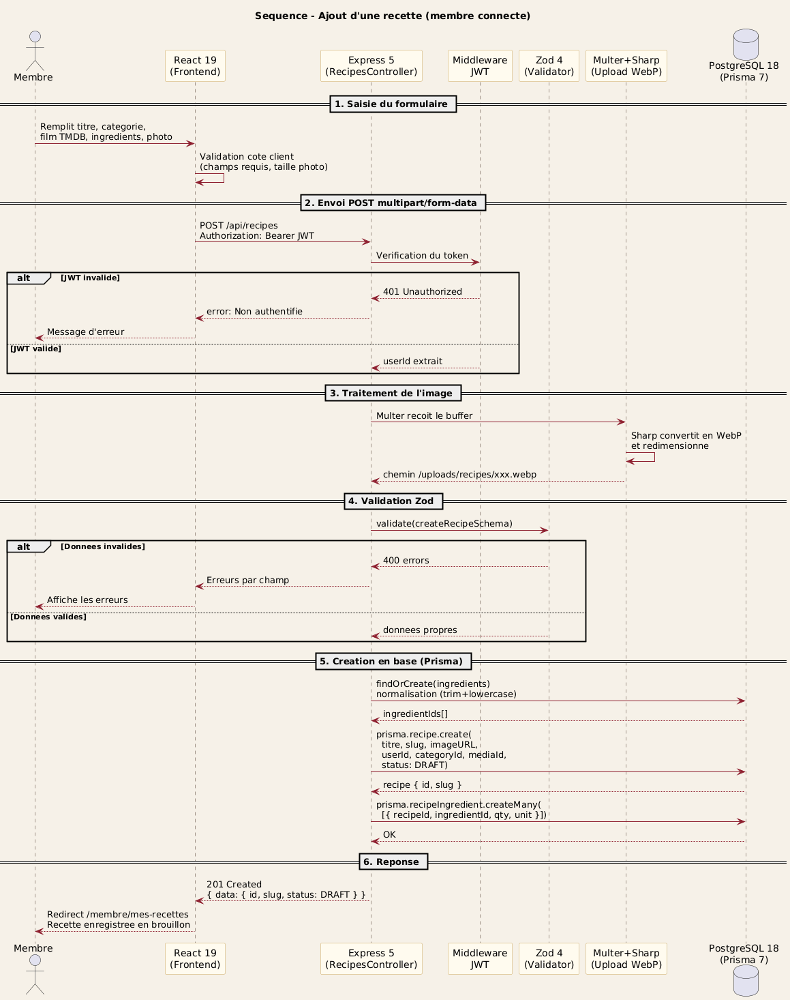 Sequence - Ajout d'une recette (membre connecte)
Membre
React 19
(Frontend)
Express 5
(RecipesController)
Middleware
JWT
Zod 4
(Validator)
Multer+Sharp
(Upload WebP)
PostgreSQL 18
(Prisma 7)
1. Saisie du formulaire
Remplit titre, categorie,
film TMDB, ingredients, photo
Validation cote client
(champs requis, taille photo)
2. Envoi POST multipart/form-data
POST /api/recipes
Authorization: Bearer JWT
Verification du token
alt [JWT invalide]
401 Unauthorized
error: Non authentifie
Message d'erreur
[JWT valide]
userId extrait
3. Traitement de l'image
Multer recoit le buffer
Sharp convertit en WebP
et redimensionne
chemin /uploads/recipes/xxx.webp
4. Validation Zod
validate(createRecipeSchema)
alt [Donnees invalides]
400 errors
Erreurs par champ
Affiche les erreurs
[Donnees valides]
donnees propres
5. Creation en base (Prisma)
findOrCreate(ingredients)
normalisation (trim+lowercase)
ingredientIds[]
prisma.recipe.create(
titre, slug, imageURL,
userId, categoryId, mediaId,
status: DRAFT)
recipe { id, slug }
prisma.recipeIngredient.createMany(
[{ recipeId, ingredientId, qty, unit }])
OK
6. Reponse
201 Created
{ data: { id, slug, status: DRAFT } }
Redirect /membre/mes-recettes
Recette enregistree en brouillon
Membre
React 19
(Frontend)
Express 5
(RecipesController)
Middleware
JWT
Zod 4
(Validator)
Multer+Sharp
(Upload WebP)
PostgreSQL 18
(Prisma 7)